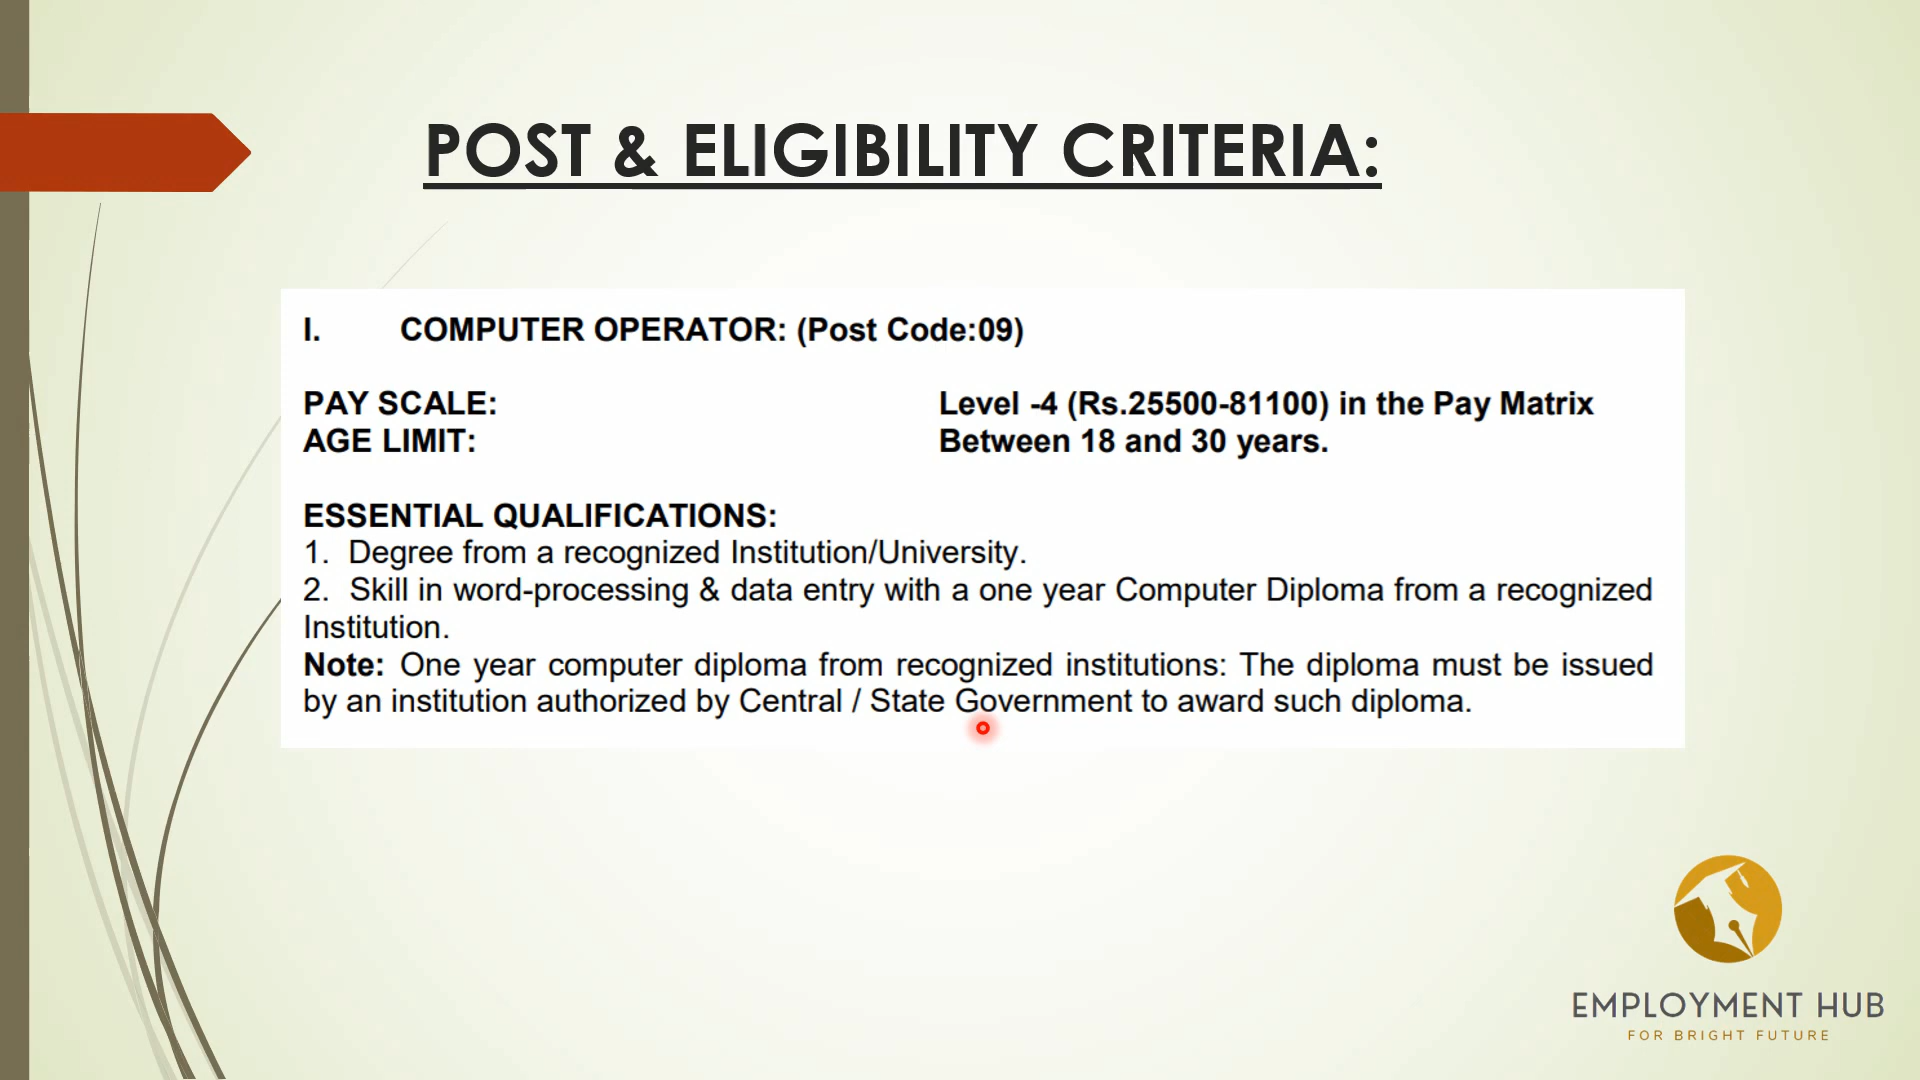 POST & ELIGIBILITY CRITERIA:
I. COMPUTER OPERATOR: (Post Code:09)
PAY SCALE: Level -4 (Rs.25500-81100) in the Pay Matrix
AGE LIMIT: Between 18 and 30 years.
ESSENTIAL QUALIFICATIONS:
1. Degree from a recognized Institution/University.
2. Skill in word-processing & data entry with a one year Computer Diploma from a recognized
Institution.
Note: One year computer diploma from recognized institutions: The diploma must be issued
by an institution authorized by Central / State Government to award such diploma.
EMPLOYMENT HUB
FOR BRIGHT FUTURE